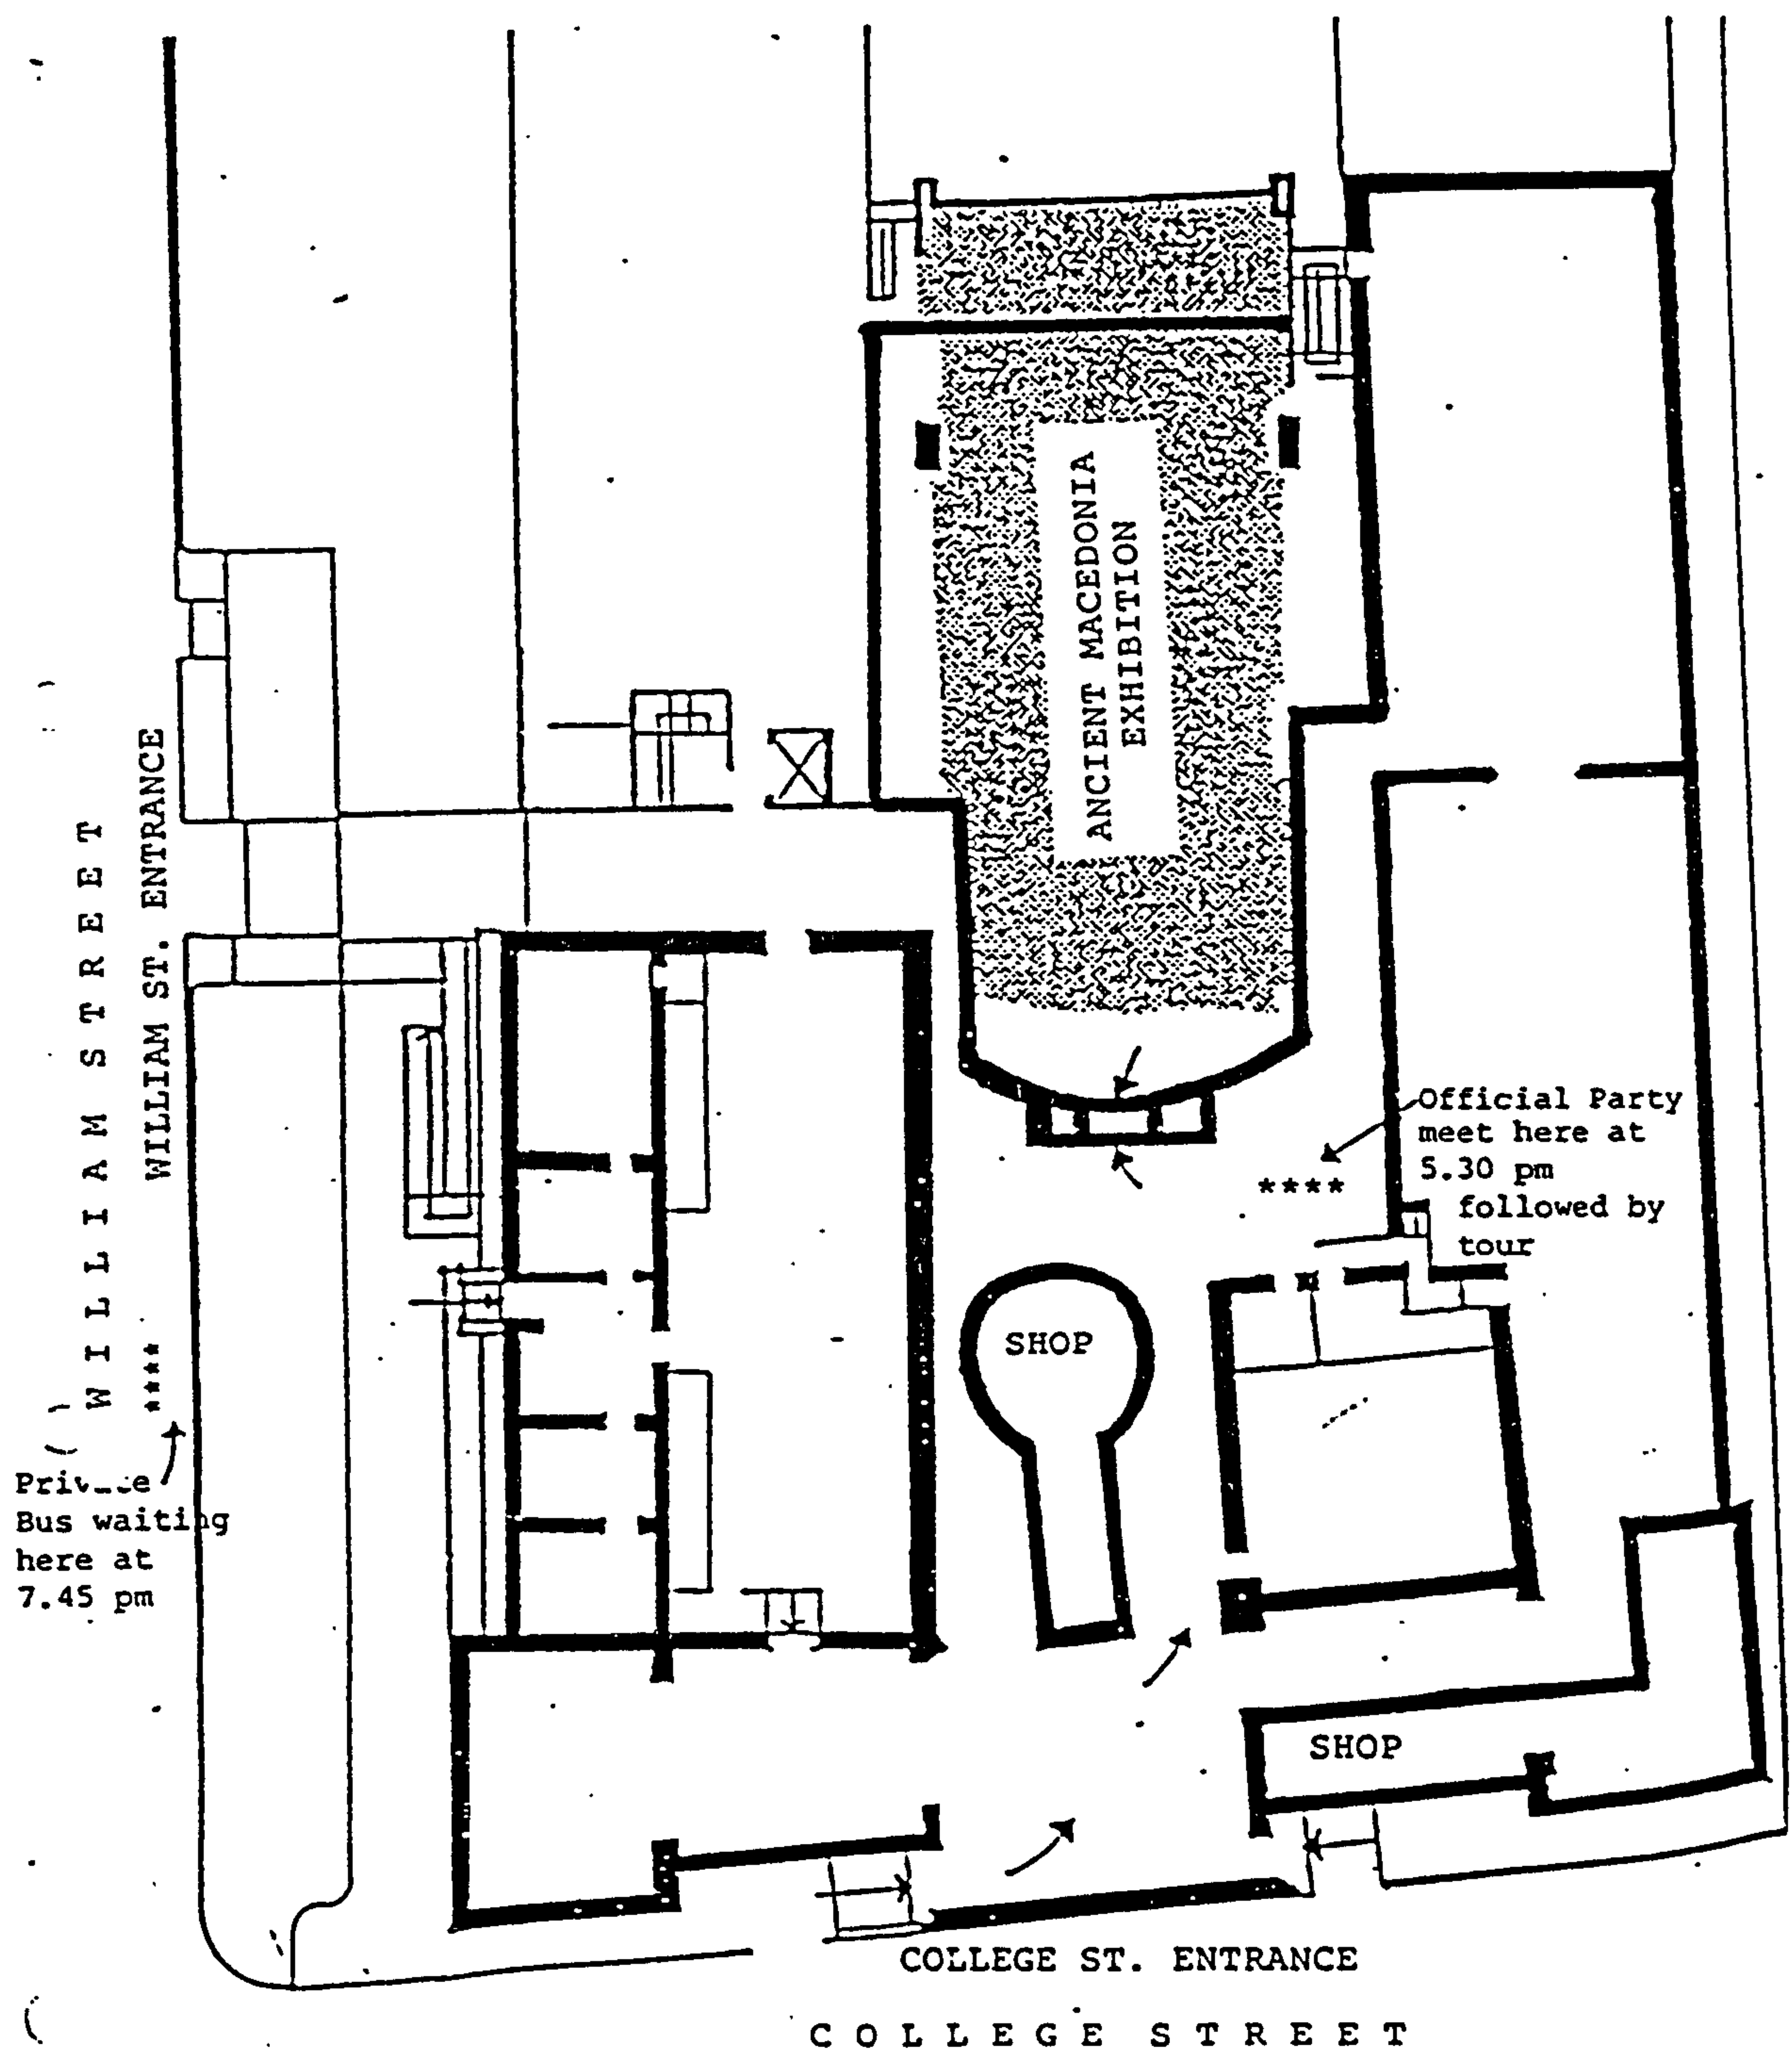 ANCIENT MACEDONIA
EXHIBITION
WILLIAM STREET
WILLIAM ST. ENTRANCE
****
Official Party
meet here at
5.30 pm
followed by
tour
****
SHOP
Bus waiting
here at
7.45 pm
SHOP
COLLEGE ST. ENTRANCE
COLLEGE STREET